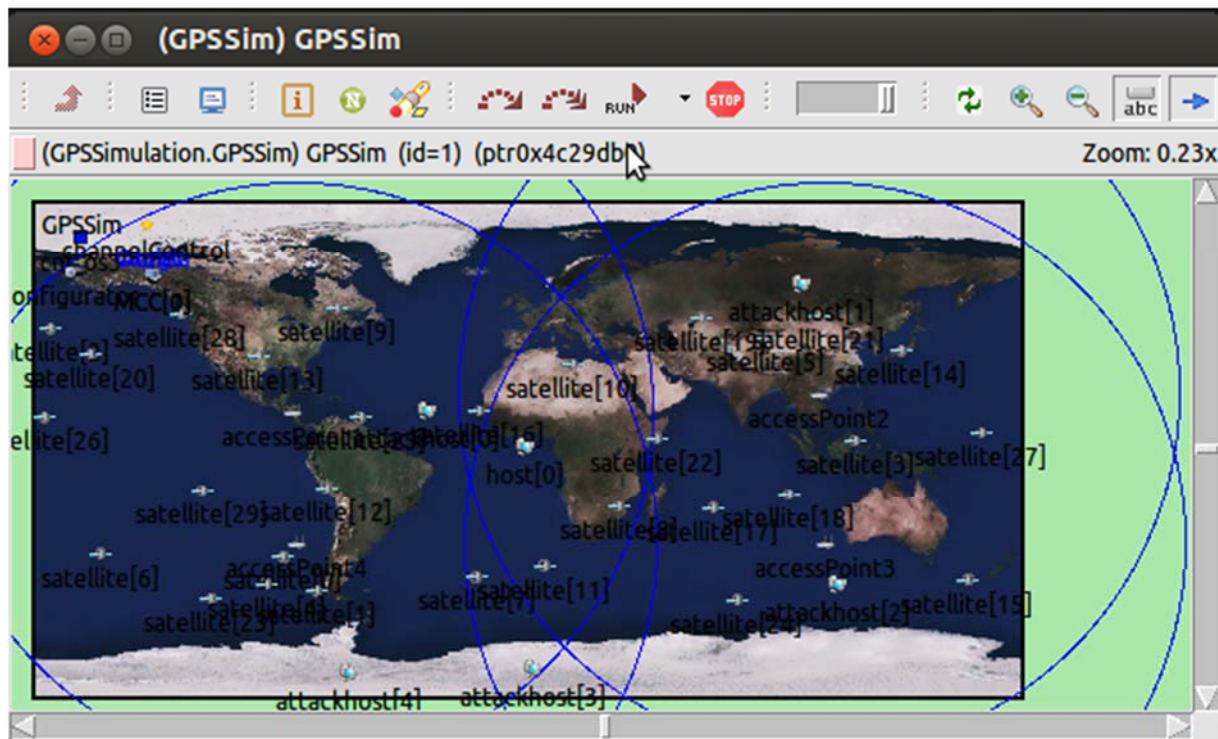 (GPSSim) GPSSim
RUN
STOP
abc
(GPSSimulation.GPSSim) GPSSim (id=1) (ptr0x4c29db
Zoom: 0.23x
GPSSim
channelControl
MCC[0]
attackhost[1]
satellite[28]
satellite[9]
satellite[19]
satellite[21]
satellite[5]
satellite[20]
satellite[13]
satellite[10]
satellite[14]
accessPoint2
ellite[26]
host[0]
satellite[22]
satellite[3]
satellite[27]
satellite[29]
satellite[12]
satellite[8]
satellite[17]
satellite[18]
satellite[6]
accessPoint4
accessPoint3
satellite[7]
satellite[11]
satellite[23]
satellite[1]
satellite[24]
attackhost[2]
satellite[15]
attackhost[4]
attackhost[3]